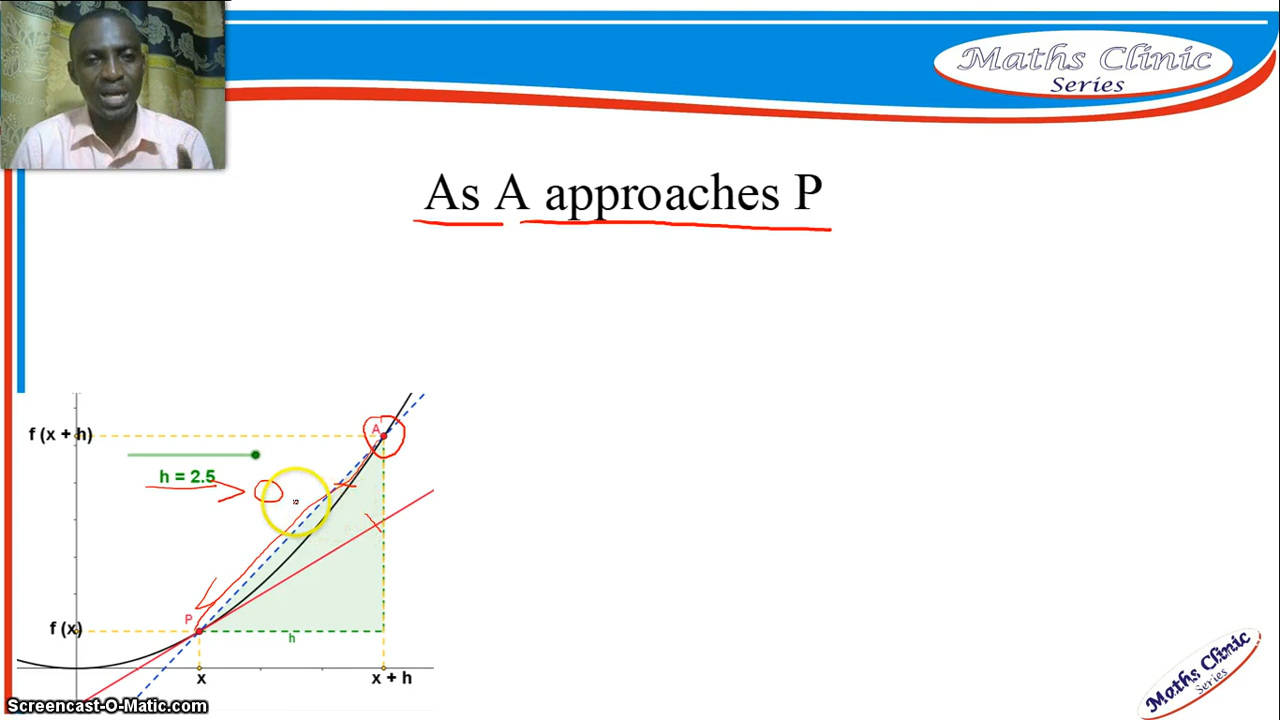 Maths Clinic
Series
As A approaches P
f (x + h)
A
h = 2.5
P
f (x)
h
x
x + h
Screencast-O-Matic.com
Maths Clinic
Series